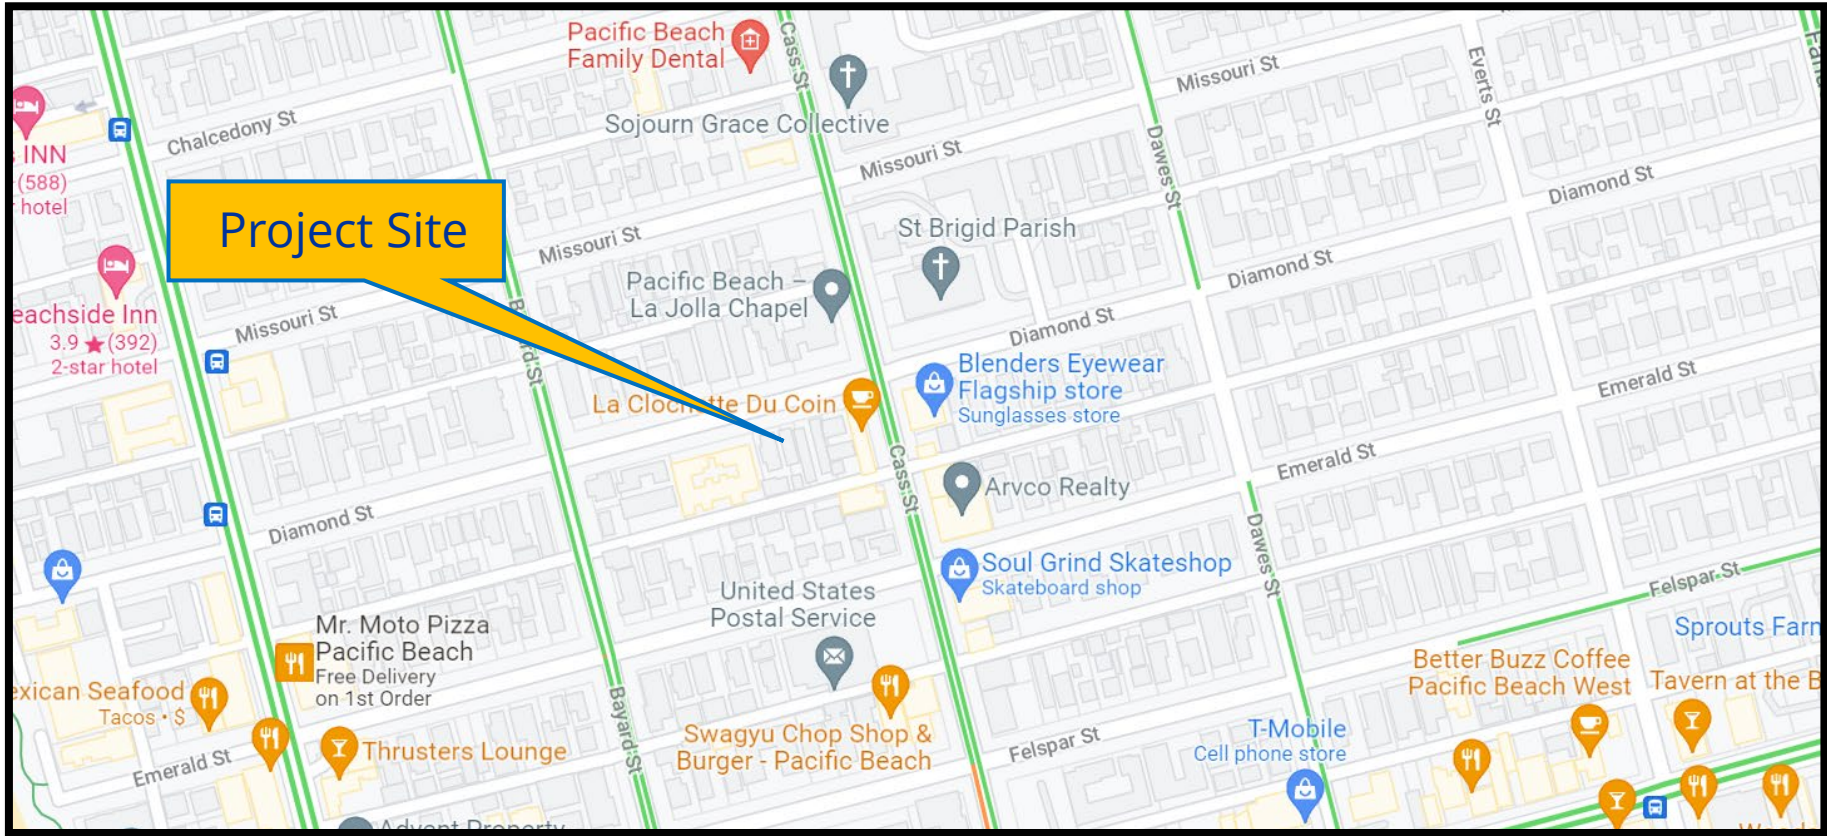 Pacific Beach
Family Dental
Cass St
Missouri St
Everts St
Chalcedony St
Sojourn Grace Collective
Dawes St
INN
(588)
hotel
Missouri St
Diamond St
Project Site
Missouri St
St Brigid Parish
Pacific Beach –
La Jolla Chapel
Diamond St
eachside Inn
3.9 ★ (392)
2-star hotel
Missouri St
Diamond St
Blenders Eyewear
Flagship store
Sunglasses store
La Clochette Du Coin
Emerald St
Cass St
Emerald St
Arvco Realty
Diamond St
Dawes St
Soul Grind Skateshop
Skateboard shop
United States
Postal Service
Felspar St
Mr. Moto Pizza
Pacific Beach
Free Delivery
on 1st Order
Sprouts Farm
exican Seafood
Tacos • $
Better Buzz Coffee
Pacific Beach West
Tavern at the B
Bayard St
Swagyu Chop Shop &
Burger - Pacific Beach
Felspar St
T-Mobile
Cell phone store
Thrusters Lounge
Emerald St
Advent Property